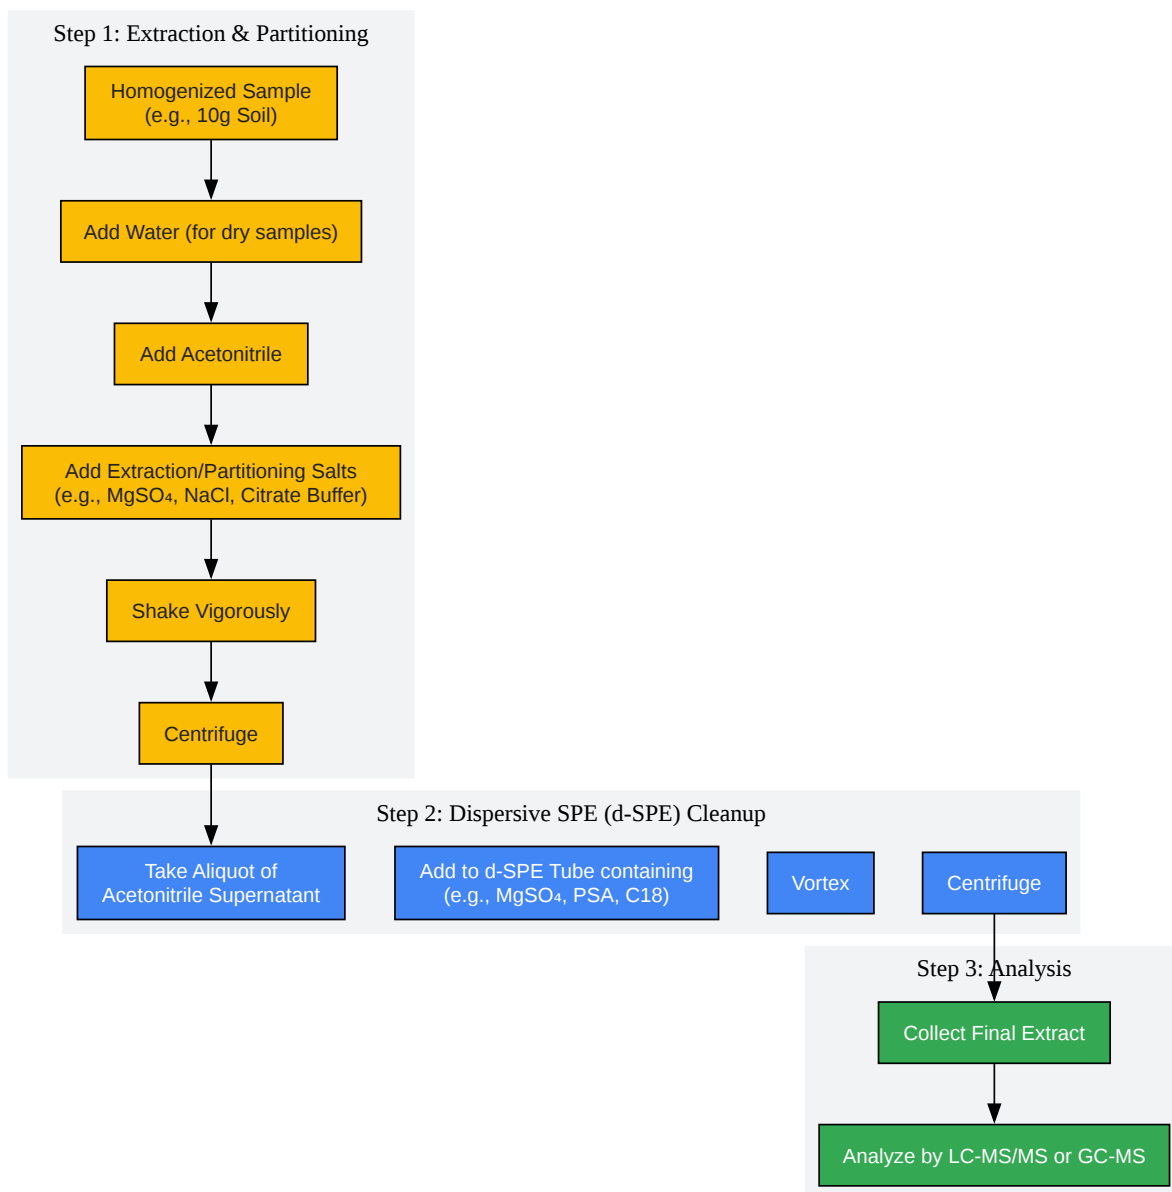 Step 1: Extraction & Partitioning
Homogenized Sample
(e.g., 10g Soil)
Add Water (for dry samples)
Add Acetonitrile
Add Extraction/Partitioning Salts
(e.g., MgSO₄, NaCl, Citrate Buffer)
Shake Vigorously
Centrifuge
Step 2: Dispersive SPE (d-SPE) Cleanup
Take Aliquot of
Acetonitrile Supernatant
Add to d-SPE Tube containing
(e.g., MgSO₄, PSA, C18)
Vortex
Centrifuge
Step 3: Analysis
Collect Final Extract
Analyze by LC-MS/MS or GC-MS